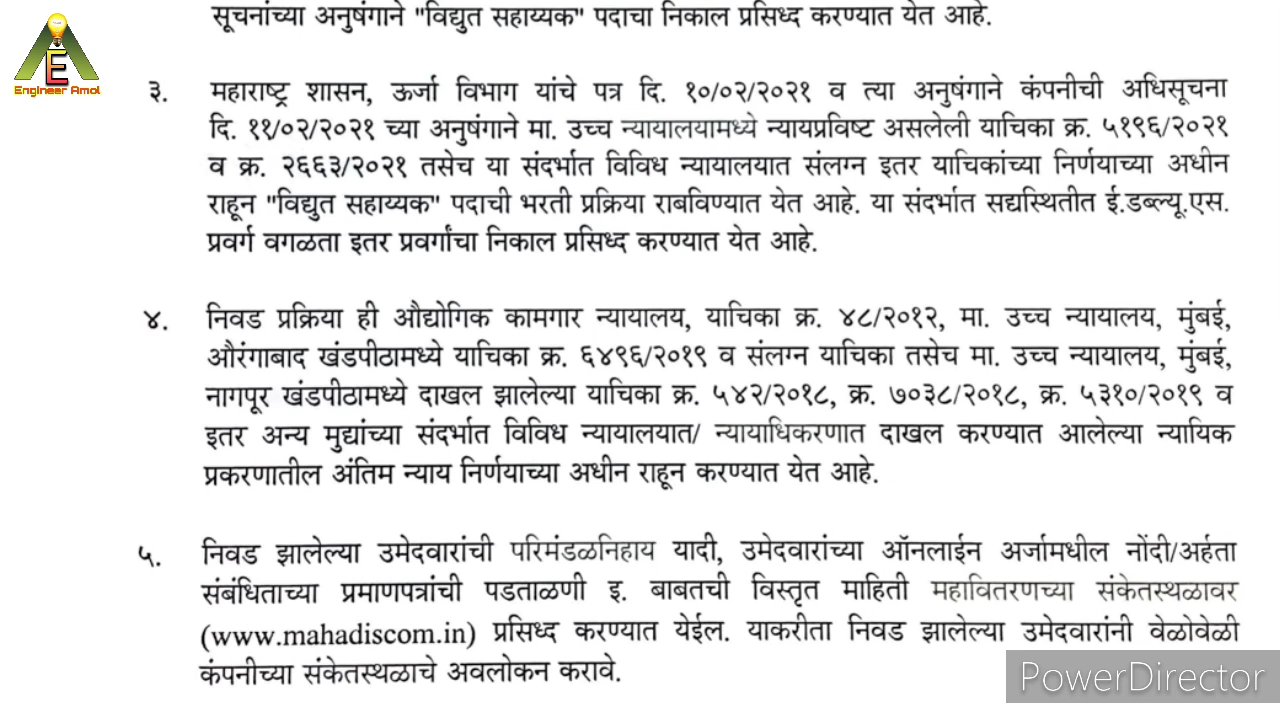 सूचनांच्या अनुषंगाने "विद्युत सहाय्यक" पदाचा निकाल प्रसिध्द करण्यात येत आहे.
E
Engineer Amol
३. महाराष्ट्र शासन, ऊर्जा विभाग यांचे पत्र दि. १०/०२/२०२१ व त्या अनुषंगाने कंपनीची अधिसूचना
दि. ११/०२/२०२१ च्या अनुषंगाने मा. उच्च न्यायालयामध्ये न्यायप्रविष्ट असलेली याचिका क्र. ५१९६/२०२१
व क्र. २६६३/२०२१ तसेच या संदर्भात विविध न्यायालयात संलग्न इतर याचिकांच्या निर्णयाच्या अधीन
राहून "विद्युत सहाय्यक" पदाची भरती प्रक्रिया राबविण्यात येत आहे. या संदर्भात सद्यस्थितीत ई.डब्ल्यू.एस.
प्रवर्ग वगळता इतर प्रवर्गांचा निकाल प्रसिध्द करण्यात येत आहे.
४. निवड प्रक्रिया ही औद्योगिक कामगार न्यायालय, याचिका क्र. ४८/२०१२, मा. उच्च न्यायालय, मुंबई,
औरंगाबाद खंडपीठामध्ये याचिका क्र. ६४९६/२०१९ व संलग्न याचिका तसेच मा. उच्च न्यायालय, मुंबई,
नागपूर खंडपीठामध्ये दाखल झालेल्या याचिका क्र. ५४२/२०१८, क्र. ७०३८/२०१८, क्र. ५३१०/२०१९ व
इतर अन्य मुद्यांच्या संदर्भात विविध न्यायालयात/ न्यायाधिकरणात दाखल करण्यात आलेल्या न्यायिक
प्रकरणातील अंतिम न्याय निर्णयाच्या अधीन राहून करण्यात येत आहे.
५. निवड झालेल्या उमेदवारांची परिमंडळनिहाय यादी, उमेदवारांच्या ऑनलाईन अर्जामधील नोंदी/अर्हता
संबंधिताच्या प्रमाणपत्रांची पडताळणी इ. बाबतची विस्तृत माहिती महावितरणच्या संकेतस्थळावर
(www.mahadiscom.in) प्रसिध्द करण्यात येईल. याकरीता निवड झालेल्या उमेदवारांनी वेळोवेळी
कंपनीच्या संकेतस्थळाचे अवलोकन करावे.
PowerDirector